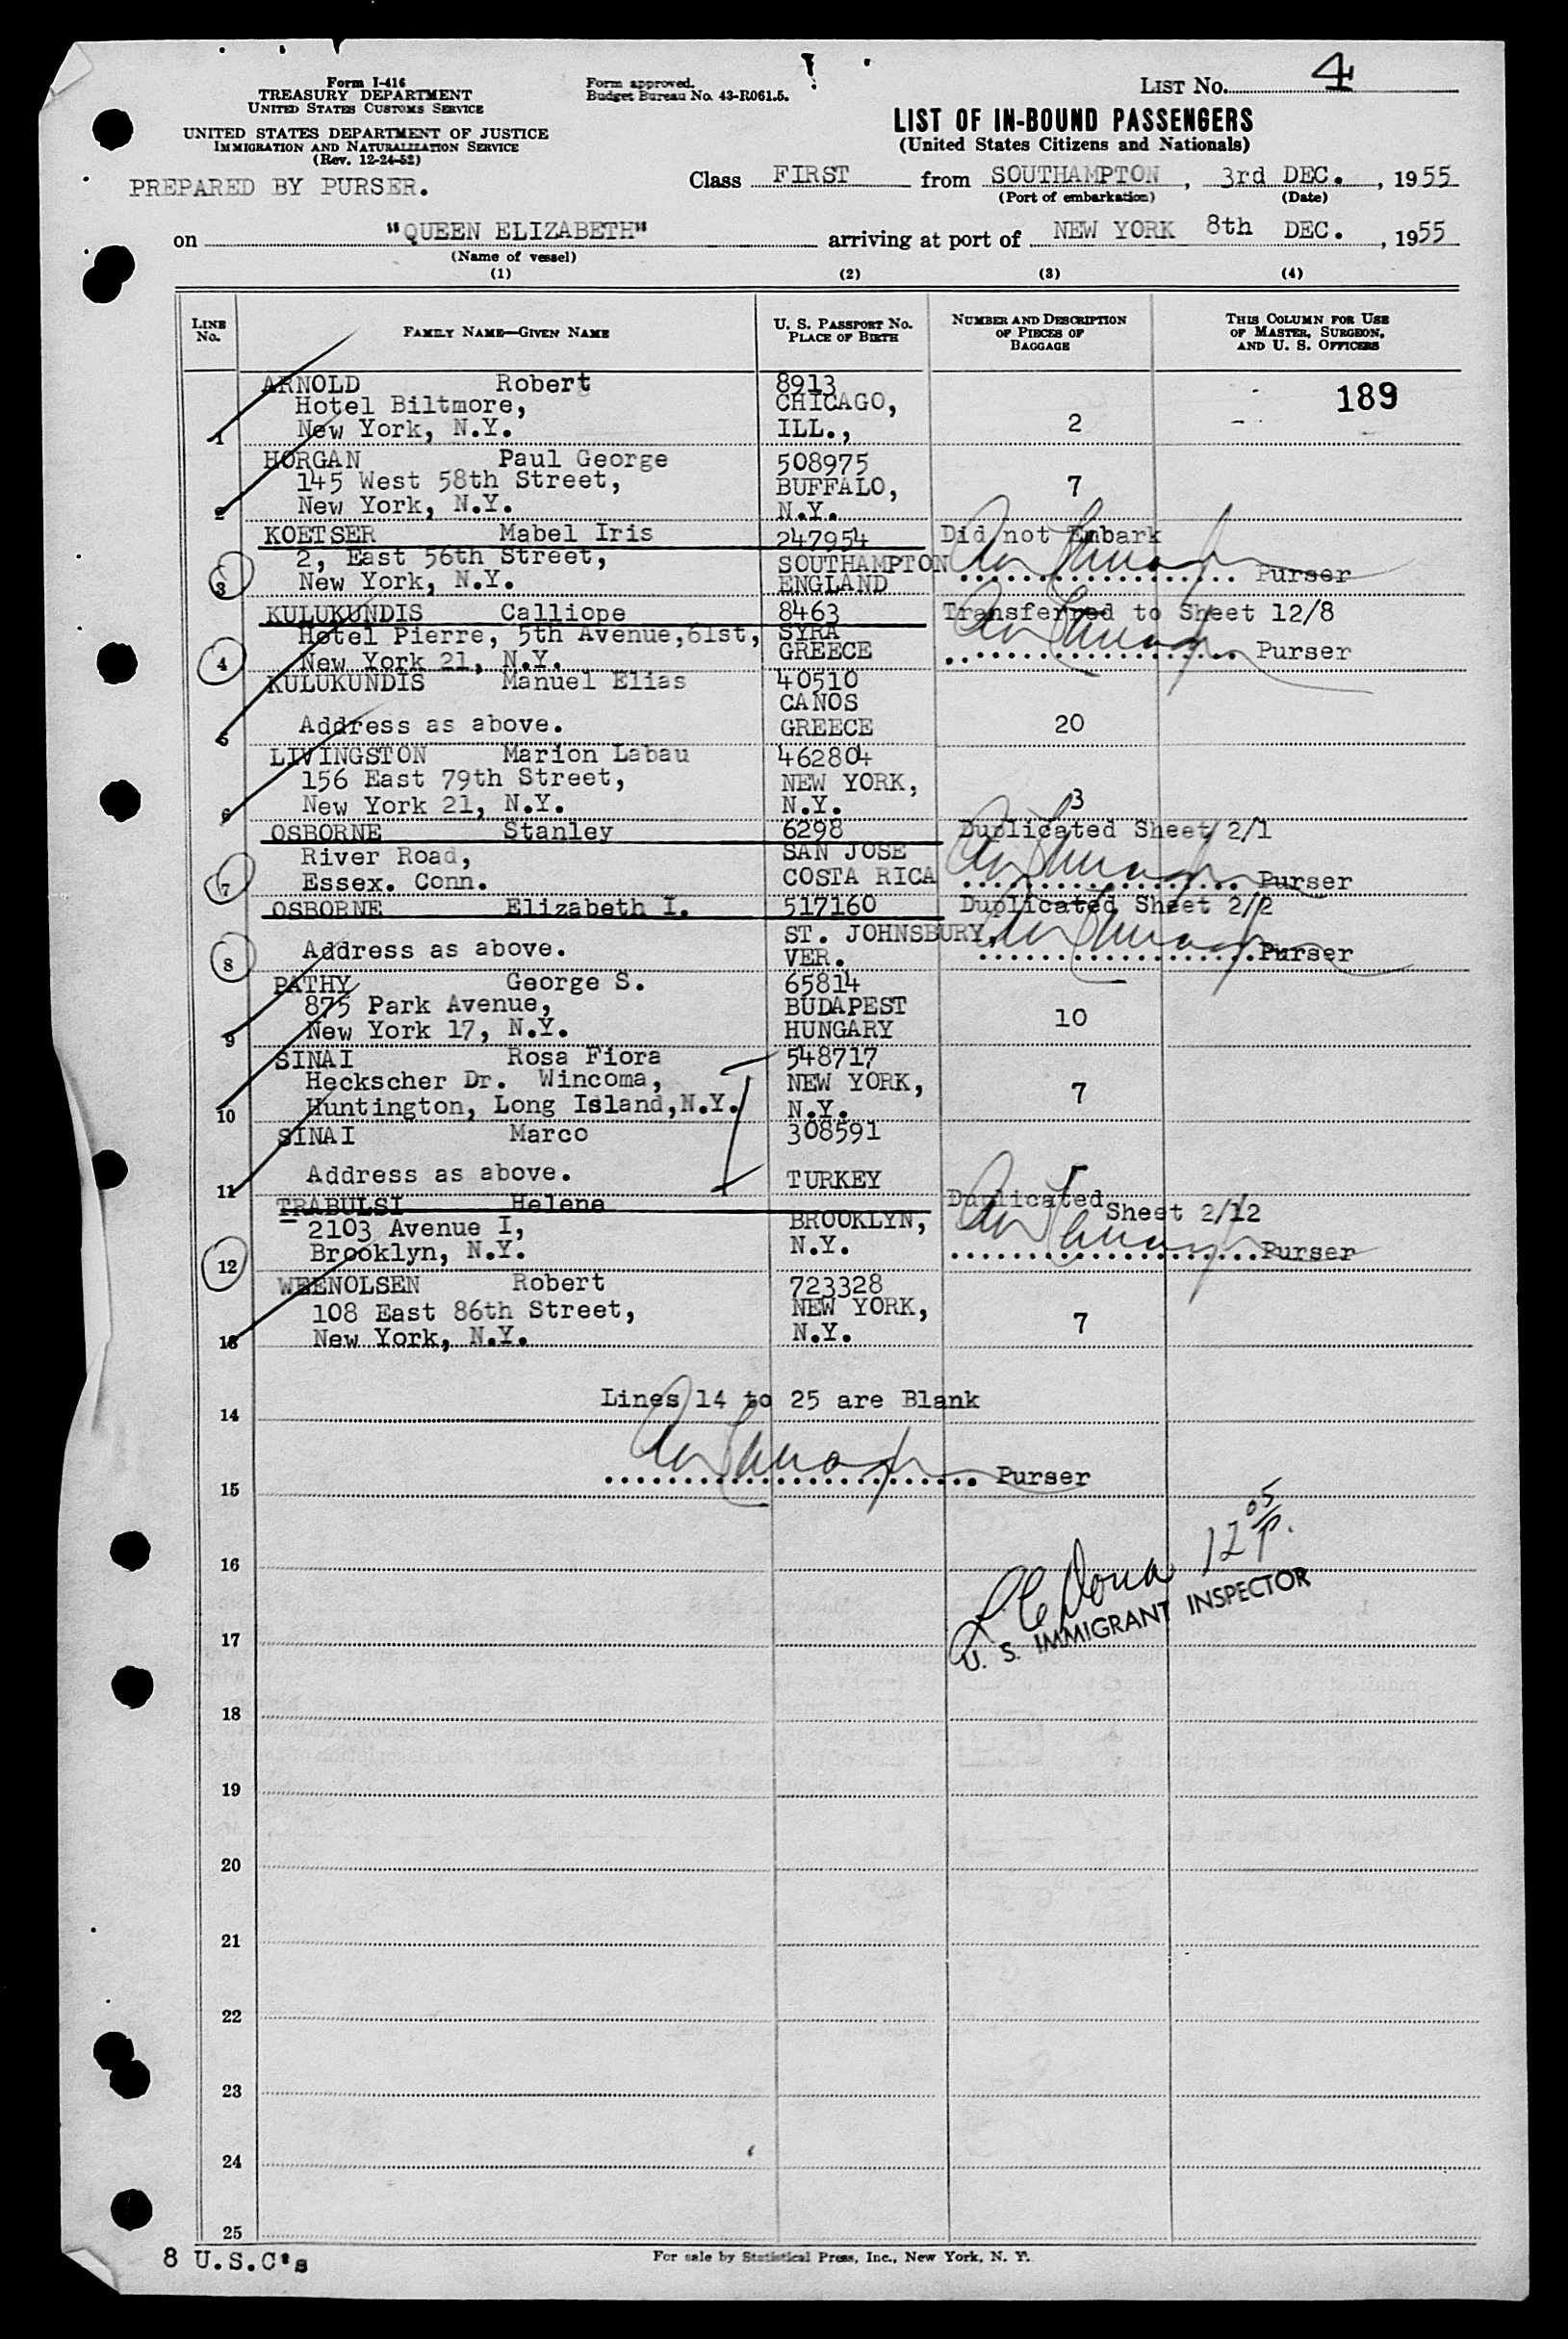 Form I-416
TREASURY DEPARTMENT
UNITED STATES CUSTOMS SERVICE
UNITED STATES DEPARTMENT OF JUSTICE
IMMIGRATION AND NATURALIZATION SERVICE
(Rev. 12-24-52)
PREPARED BY PURSER.
Form approved.
Budget Bureau No. 43-R061.5.
LIST No. 4
LIST OF IN-BOUND PASSENGERS
(United States Citizens and Nationals)
Class FIRST from SOUTHAMPTON, 3rd DEC., 1955
(Port of embarkation) (Date)
on "QUEEN ELIZABETH" arriving at port of NEW YORK 8th DEC., 1955
(Name of vessel)
(1) (2) (3) (4)
LINE No.
FAMILY NAME—GIVEN NAME
U. S. PASSPORT No. PLACE OF BIRTH
NUMBER AND DESCRIPTION OF PIECES OF BAGGAGE
THIS COLUMN FOR USE OF MASTER, SURGEON, AND U. S. OFFICERS
ARNOLD Robert 8913 189
Hotel Biltmore, CHICAGO,
1 New York, N.Y. ILL., 2
HORGAN Paul George 508975
145 West 58th Street, BUFFALO, 7
2 New York, N.Y. N.Y.
KOETSER Mabel Iris 247954 Did not Embark
2, East 56th Street, SOUTHAMPTON
3 New York, N.Y. ENGLAND Purser
KULUKUNDIS Calliope 8463 Transferred to Sheet 12/8
Hotel Pierre, 5th Avenue,61st, SYRA
4 New York 21, N.Y. GREECE Purser
KULUKUNDIS Manuel Elias 40510
CANOS
5 Address as above. GREECE 20
LIVINGSTON Marion Labau 462804
156 East 79th Street, NEW YORK,
6 New York 21, N.Y. N.Y. 3
OSBORNE Stanley 6298 Duplicated Sheet 2/1
River Road, SAN JOSE
7 Essex. Conn. COSTA RICA Purser
OSBORNE Elizabeth I. 517160 Duplicated Sheet 2/2
ST. JOHNSBURY,
8 Address as above. VER. Purser
PATHY George S. 65814
875 Park Avenue, BUDAPEST 10
9 New York 17, N.Y. HUNGARY
SINAI Rosa Fiora 548717
Heckscher Dr. Wincoma, NEW YORK, 7
10 Huntington, Long Island,N.Y. N.Y.
SINAI Marco 308591
11 Address as above. TURKEY
TRABULSI Helene Duplicated Sheet 2/12
2103 Avenue I, BROOKLYN,
12 Brooklyn, N.Y. N.Y. Purser
WEENOLSEN Robert 723328
108 East 86th Street, NEW YORK, 7
13 New York, N.Y. N.Y.
Lines 14 to 25 are Blank
14
Purser
15
12 05/P.
16
U. S. IMMIGRANT INSPECTOR
17
18
19
20
21
22
23
24
25
8 U.S.C's
For sale by Statistical Press, Inc., New York, N. Y.